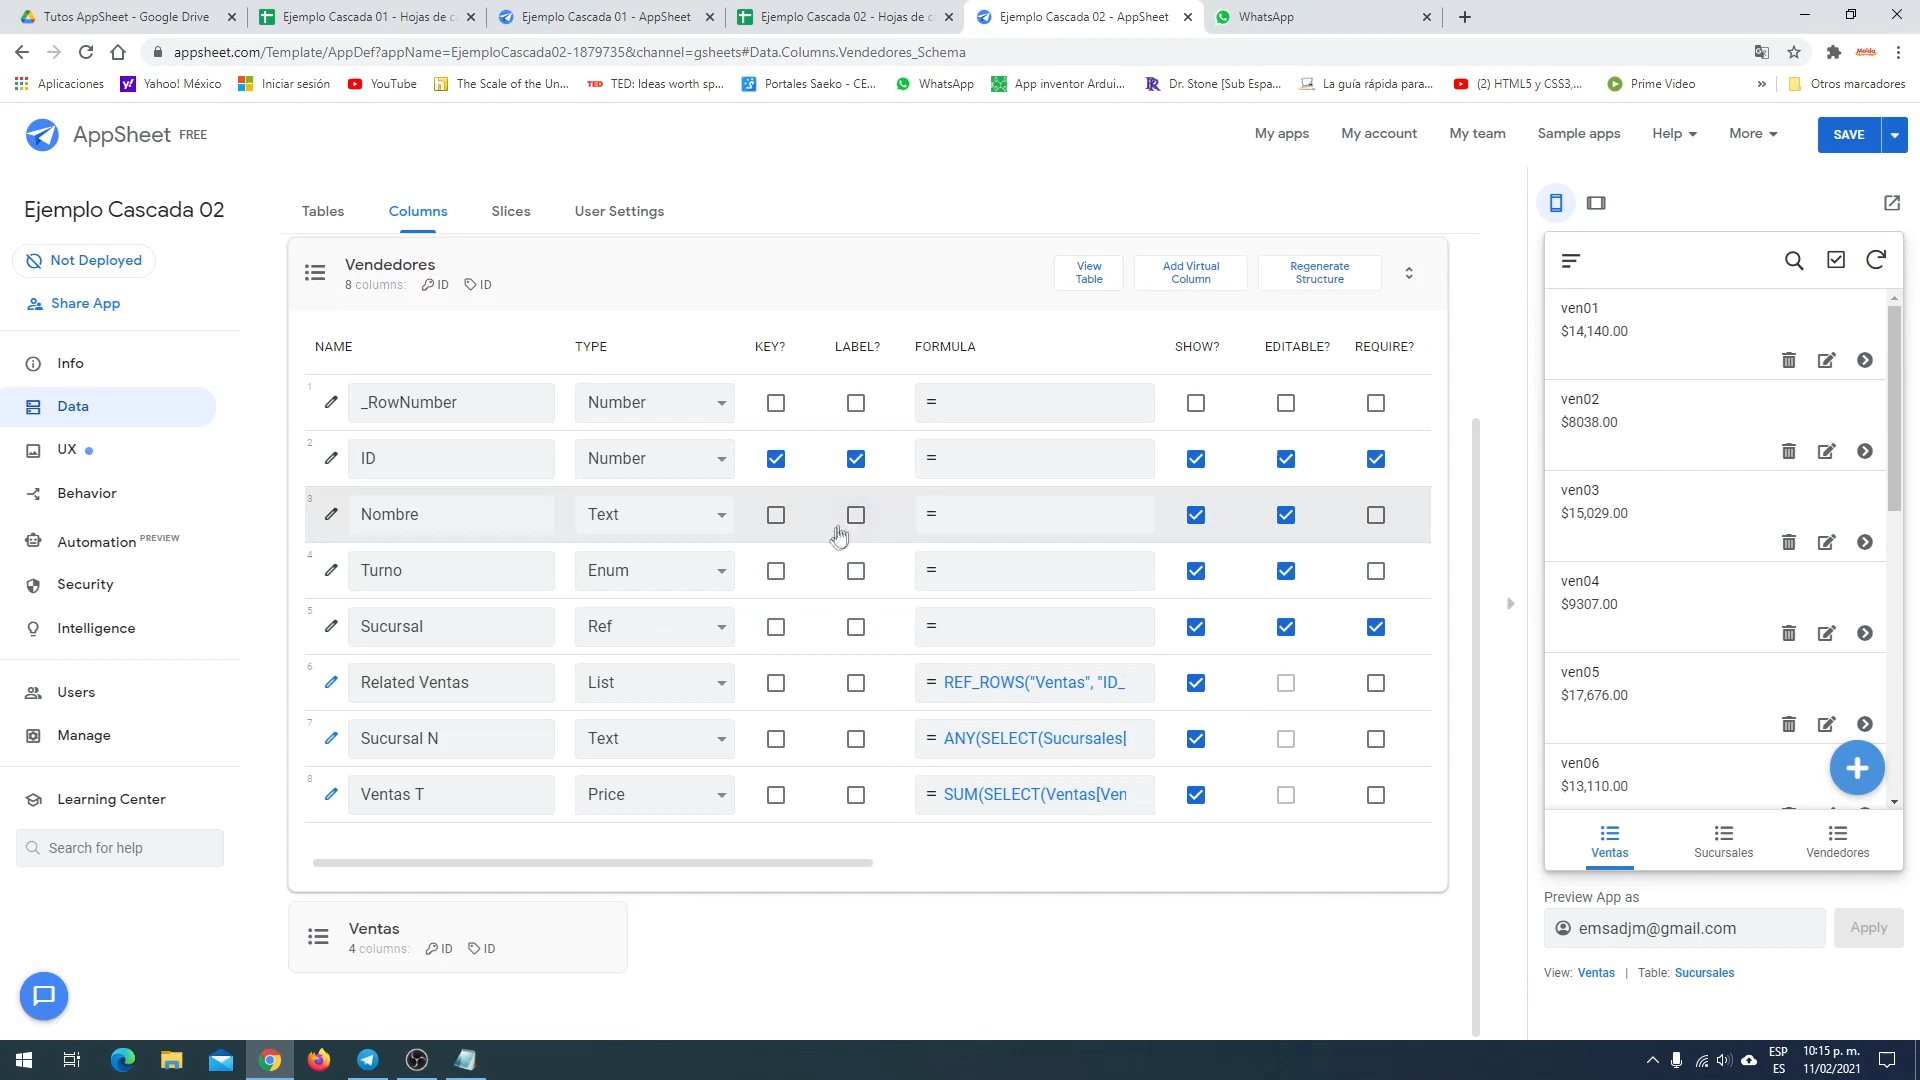 Tutos AppSheet - Google Drive
Ejemplo Cascada 01 - Hojas de c
Ejemplo Cascada 01 - AppSheet
Ejemplo Cascada 02 - Hojas de c
Ejemplo Cascada 02 - AppSheet
WhatsApp
appsheet.com/Template/AppDef?appName=EjemploCascada02-1879735&channel=gsheets#Data.Columns.Vendedores_Schema
Aplicaciones
Yahoo! México
Iniciar sesión
YouTube
The Scale of the Un...
TED: Ideas worth sp...
Portales Saeko - CE...
WhatsApp
App inventor Ardui...
Dr. Stone [Sub Espa...
La guía rápida para...
(2) HTML5 y CSS3,...
Prime Video
»
Otros marcadores
AppSheet FREE
My apps
My account
My team
Sample apps
Help
More
SAVE
Ejemplo Cascada 02
Not Deployed
Share App
Info
Data
UX
Behavior
Automation PREVIEW
Security
Intelligence
Users
Manage
Learning Center
Search for help
Tables
Columns
Slices
User Settings
Vendedores
8 columns: ID ID
View Table
Add Virtual Column
Regenerate Structure
NAME TYPE KEY? LABEL? FORMULA SHOW? EDITABLE? REQUIRE?
1 _RowNumber Number =
2 ID Number =
3 Nombre Text =
4 Turno Enum =
5 Sucursal Ref =
6 Related Ventas List = REF_ROWS("Ventas", "ID_
7 Sucursal N Text = ANY(SELECT(Sucursales[
8 Ventas T Price = SUM(SELECT(Ventas[Ven
Ventas
4 columns: ID ID
ven01
$14,140.00
ven02
$8038.00
ven03
$15,029.00
ven04
$9307.00
ven05
$17,676.00
ven06
$13,110.00
Ventas
Sucursales
Vendedores
Preview App as
emsadjm@gmail.com
Apply
View: Ventas | Table: Sucursales
ESP
ES
10:15 p. m.
11/02/2021